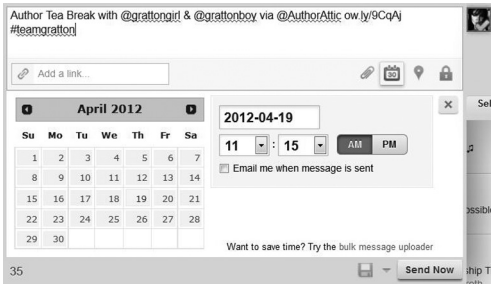 Author Tea Break with @grattongirl & @grattonboy via @AuthorAttic ow.ly/9CqAj
#teamgratton
Add a link...
April 2012
Su Mo Tu We Th Fr Sa
1 2 3 4 5 6 7
8 9 10 11 12 13 14
15 16 17 18 19 20 21
22 23 24 25 26 27 28
29 30
2012-04-19
11 : 15 AM PM
Email me when message is sent
Want to save time? Try the bulk message uploader
35
Send Now
30
Sel
ossibl
ship T